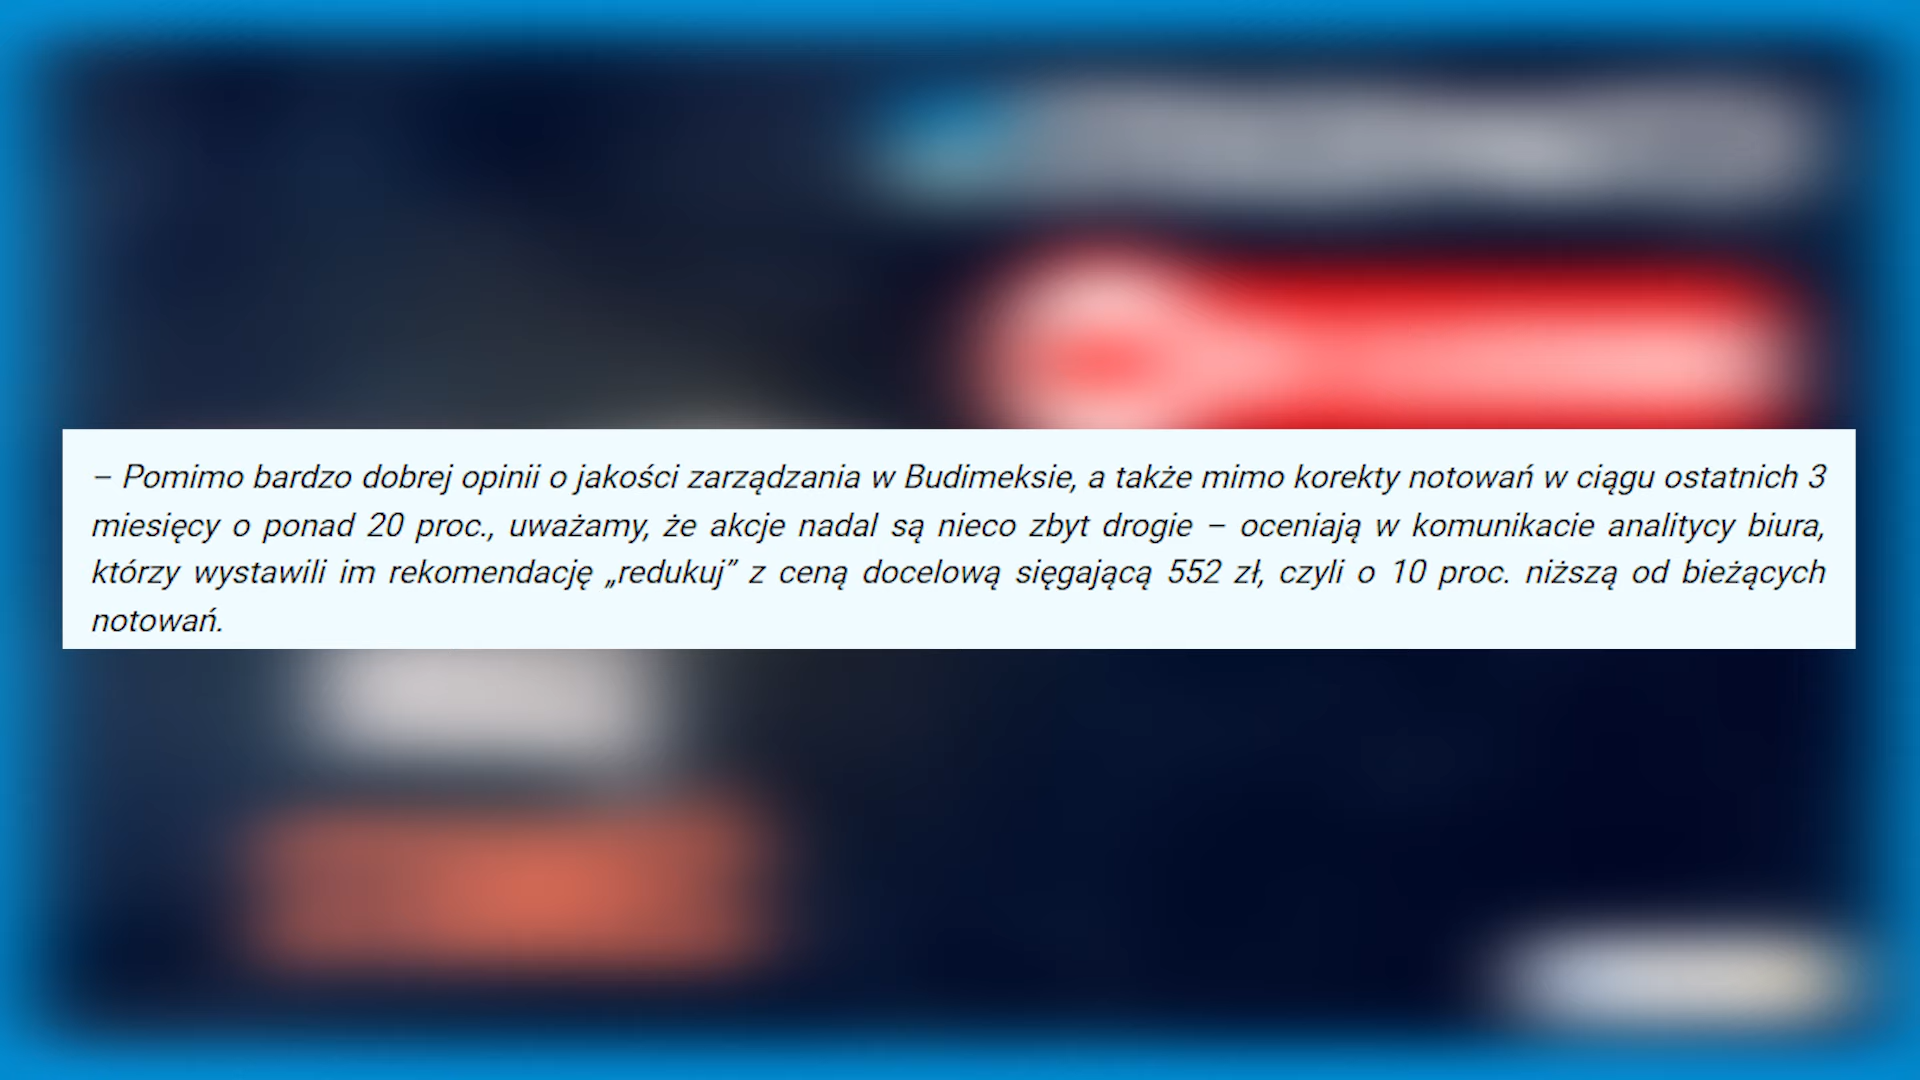 – Pomimo bardzo dobrej opinii o jakości zarządzania w Budimeksie, a także mimo korekty notowań w ciągu ostatnich 3
miesięcy o ponad 20 proc., uważamy, że akcje nadal są nieco zbyt drogie – oceniają w komunikacie analitycy biura,
którzy wystawili im rekomendację „redukuj” z ceną docelową sięgającą 552 zł, czyli o 10 proc. niższą od bieżących
notowań.